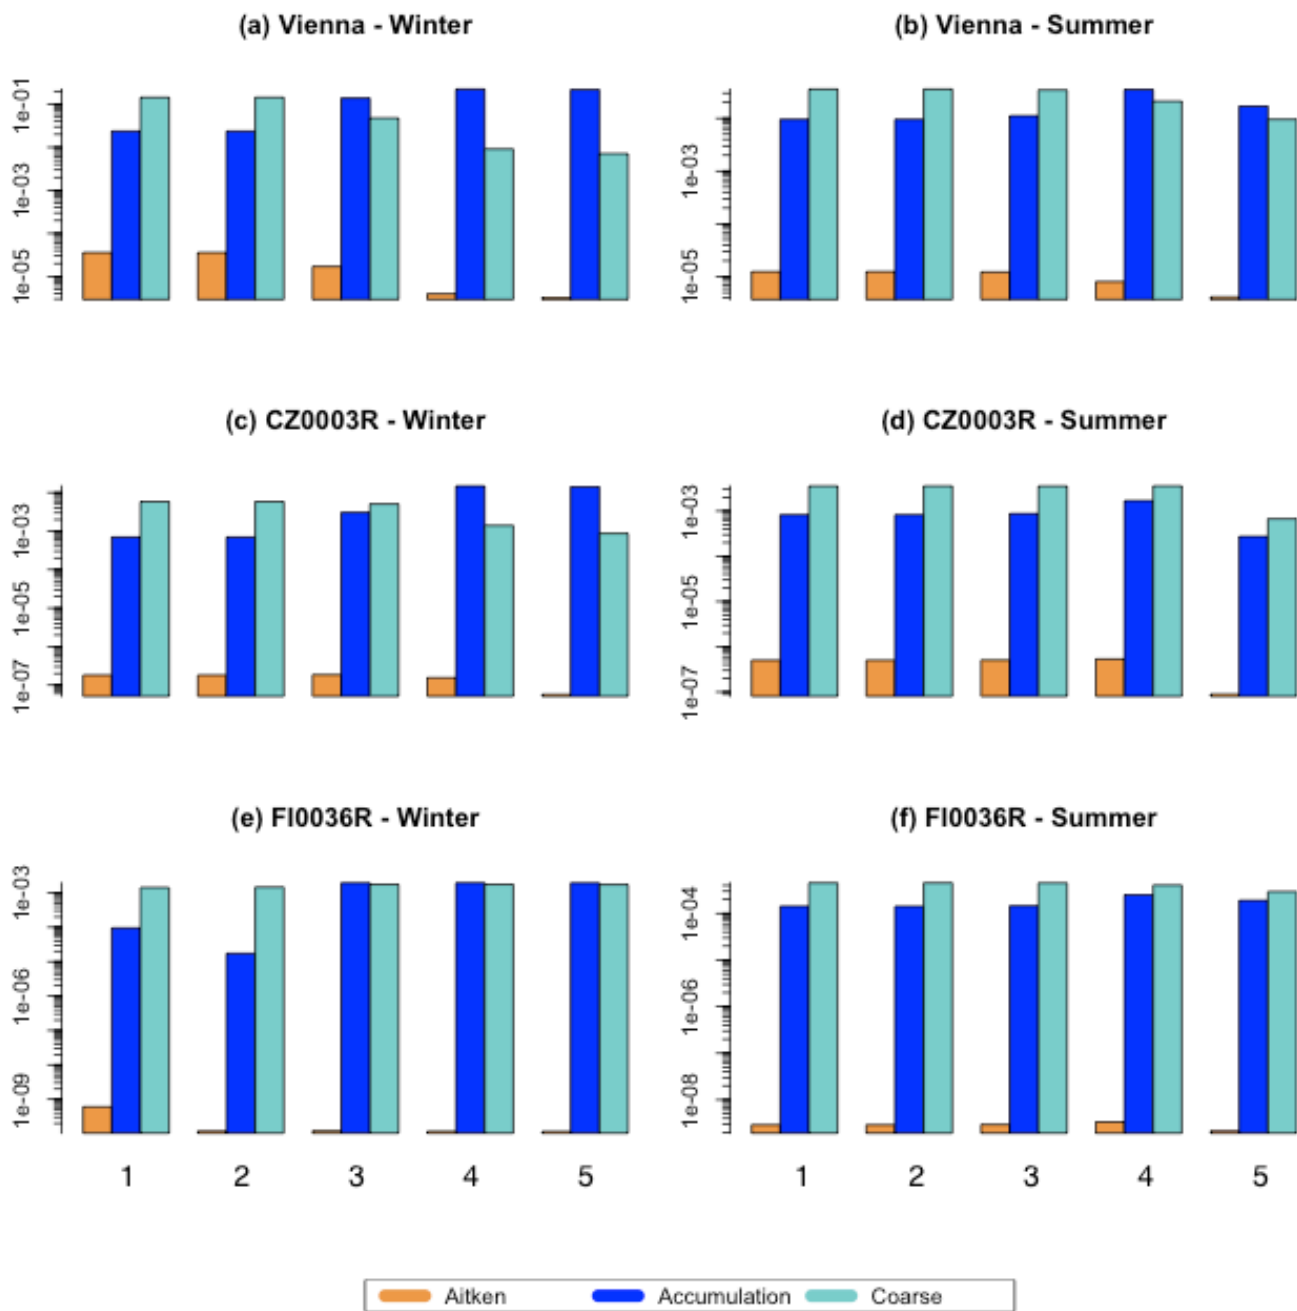 (a) Vienna - Winter
(b) Vienna - Summer
1e-01
1e-03
1e-05
1e-03
1e-05
(c) CZ0003R - Winter
(d) CZ0003R - Summer
1e-03
1e-05
1e-07
1e-03
1e-05
1e-07
(e) FI0036R - Winter
(f) FI0036R - Summer
1e-03
1e-06
1e-09
1e-04
1e-06
1e-08
1 2 3 4 5
1 2 3 4 5
Aitken Accumulation Coarse